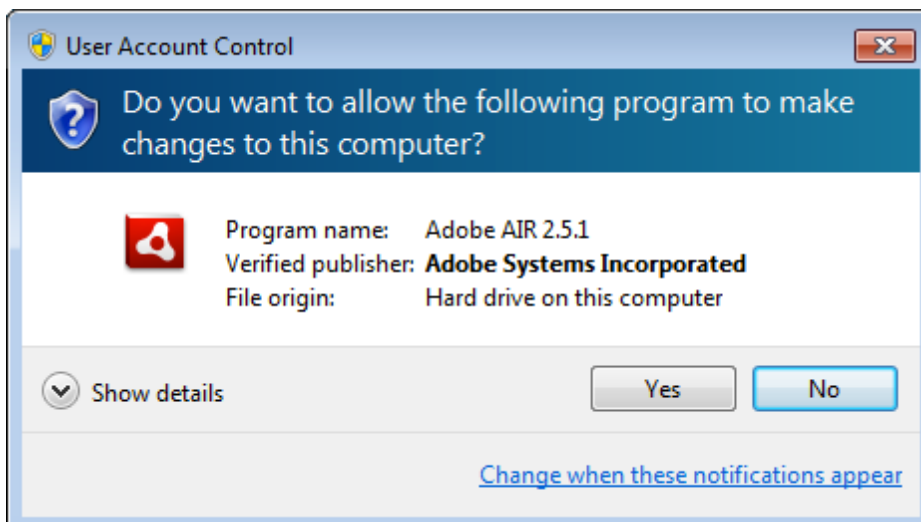 User Account Control
Do you want to allow the following program to make
changes to this computer?
Program name: Adobe AIR 2.5.1
Verified publisher: Adobe Systems Incorporated
File origin: Hard drive on this computer
Show details Yes No
Change when these notifications appear